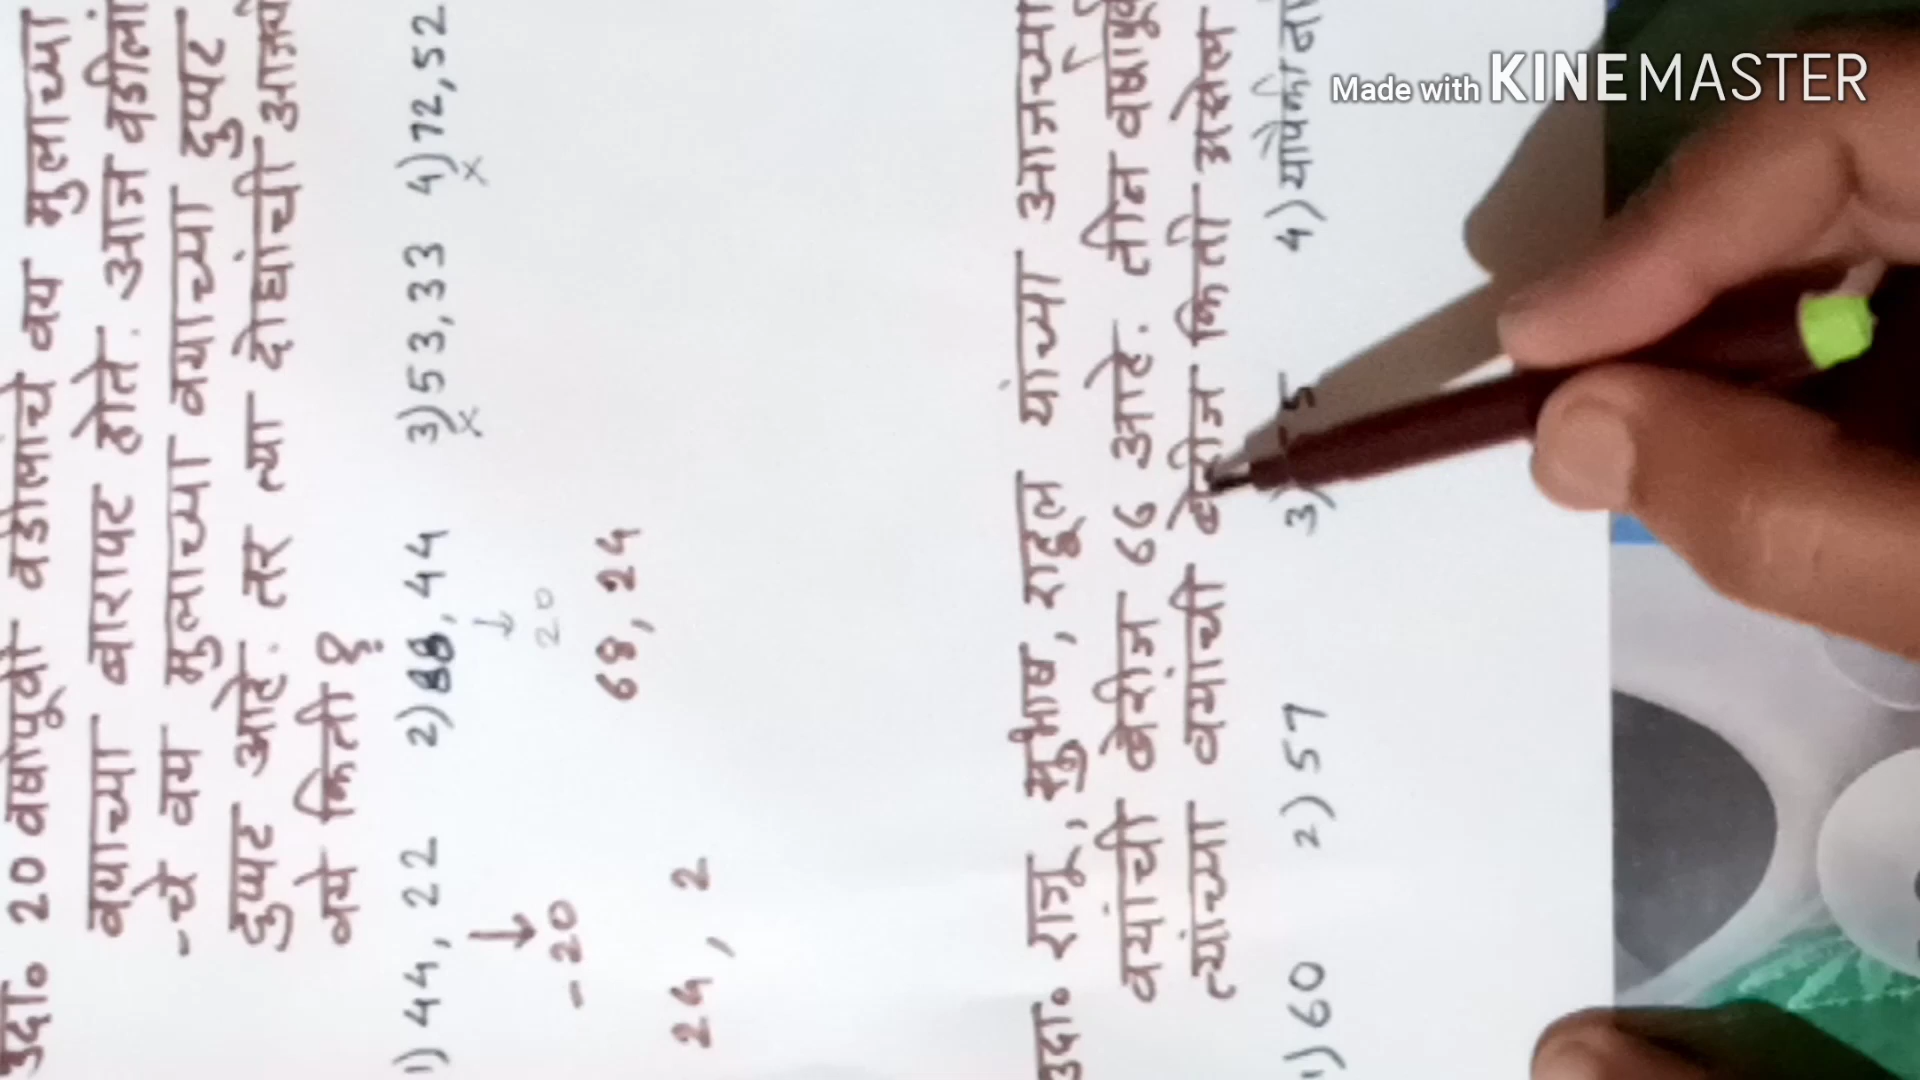 उदा. 20 वर्षापूर्वी वडीलांचे वय मुलाच्या
वयाच्या बारापट होते. आज वडीलां
-चे वय मुलाच्या वयाच्या दुप्पट
दुप्पट आहे. तर त्या दोघांची आजचे
वये किती?
1) 44, 22 2) 88, 44 3) 53, 33 4) 72, 52
↓ ↓ × ×
-20 20
24, 2 68, 24
उदा. राजू, सुभाष, राहूल यांच्या आजच्या
वयांची बेरीज 66 आहे. तीन वर्षापूर्वी
त्यांच्या वयांची बेरीज किती असेल
1) 60 2) 57 3) 4) यापैकी
Made with KINEMASTER